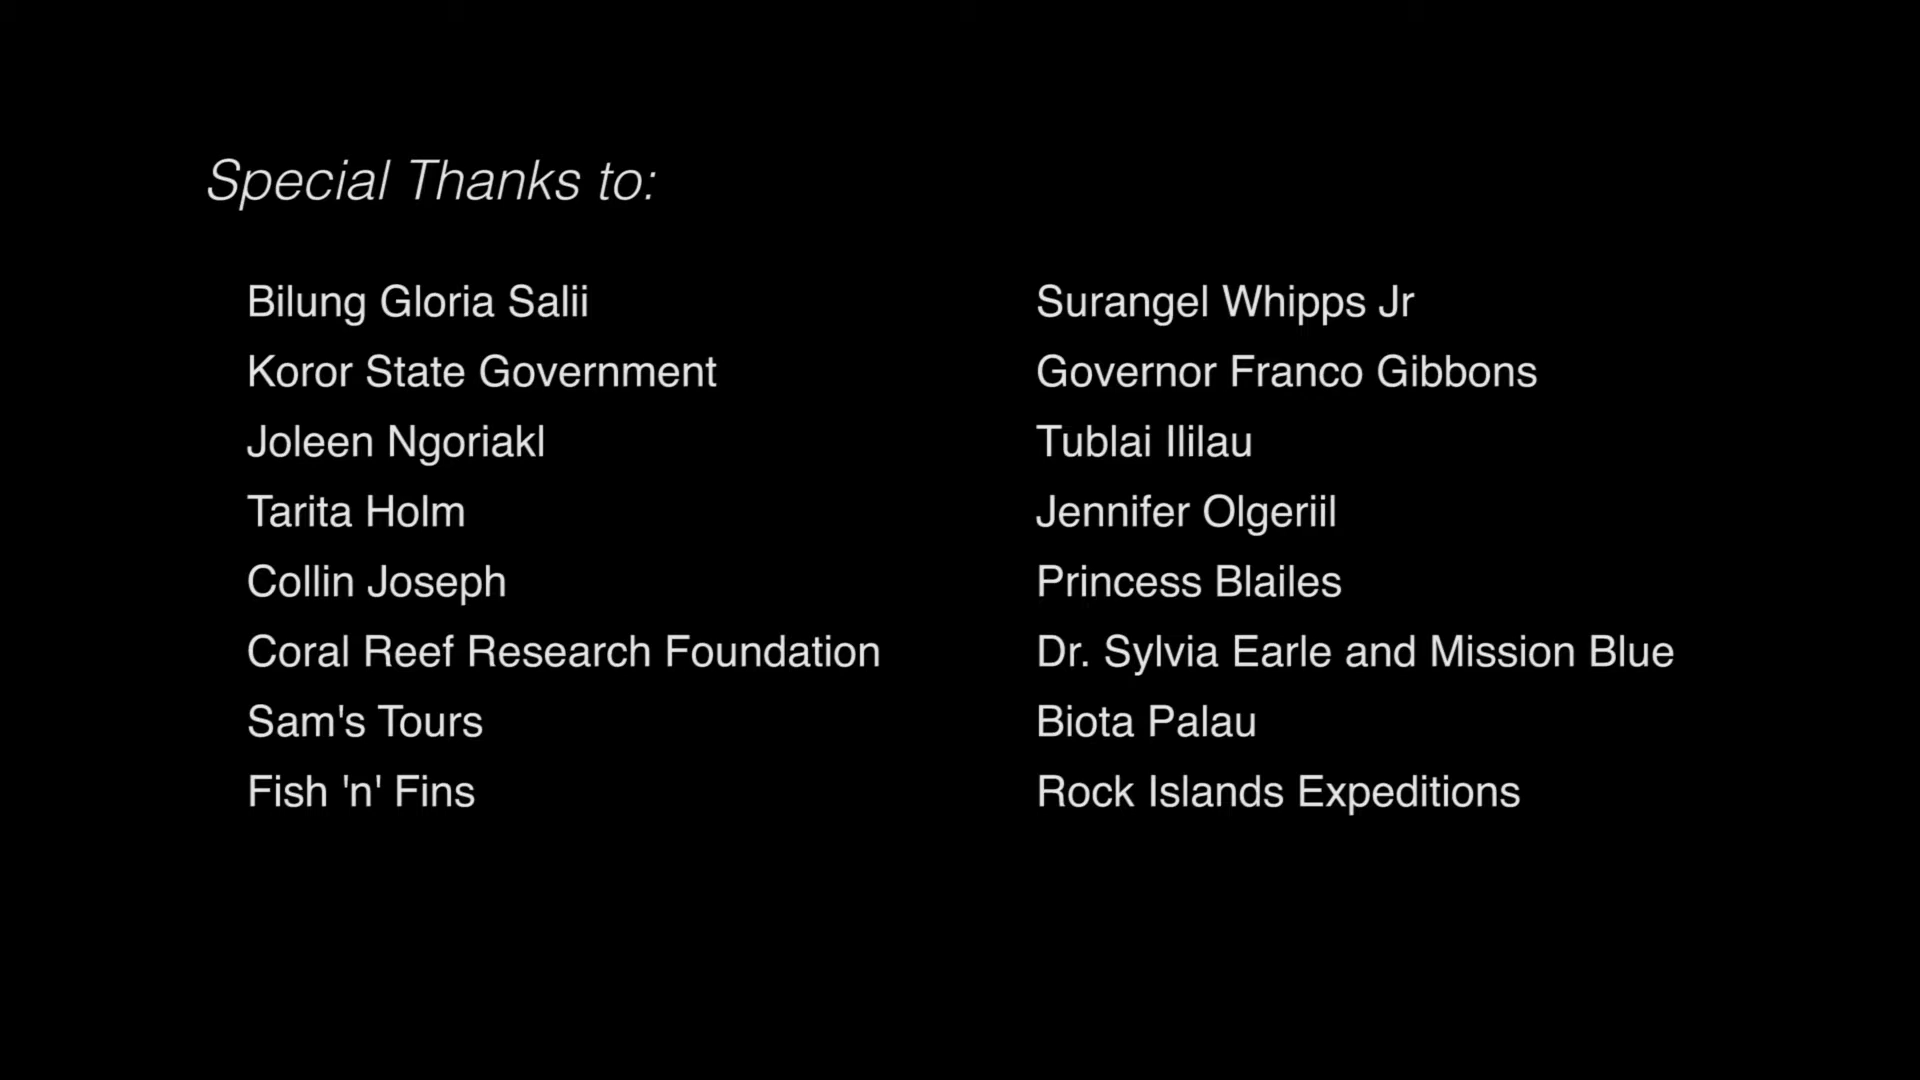 Special Thanks to:
Bilung Gloria Salii
Koror State Government
Joleen Ngoriakl
Tarita Holm
Collin Joseph
Coral Reef Research Foundation
Sam's Tours
Fish 'n' Fins
Surangel Whipps Jr
Governor Franco Gibbons
Tublai Ililau
Jennifer Olgeriil
Princess Blailes
Dr. Sylvia Earle and Mission Blue
Biota Palau
Rock Islands Expeditions